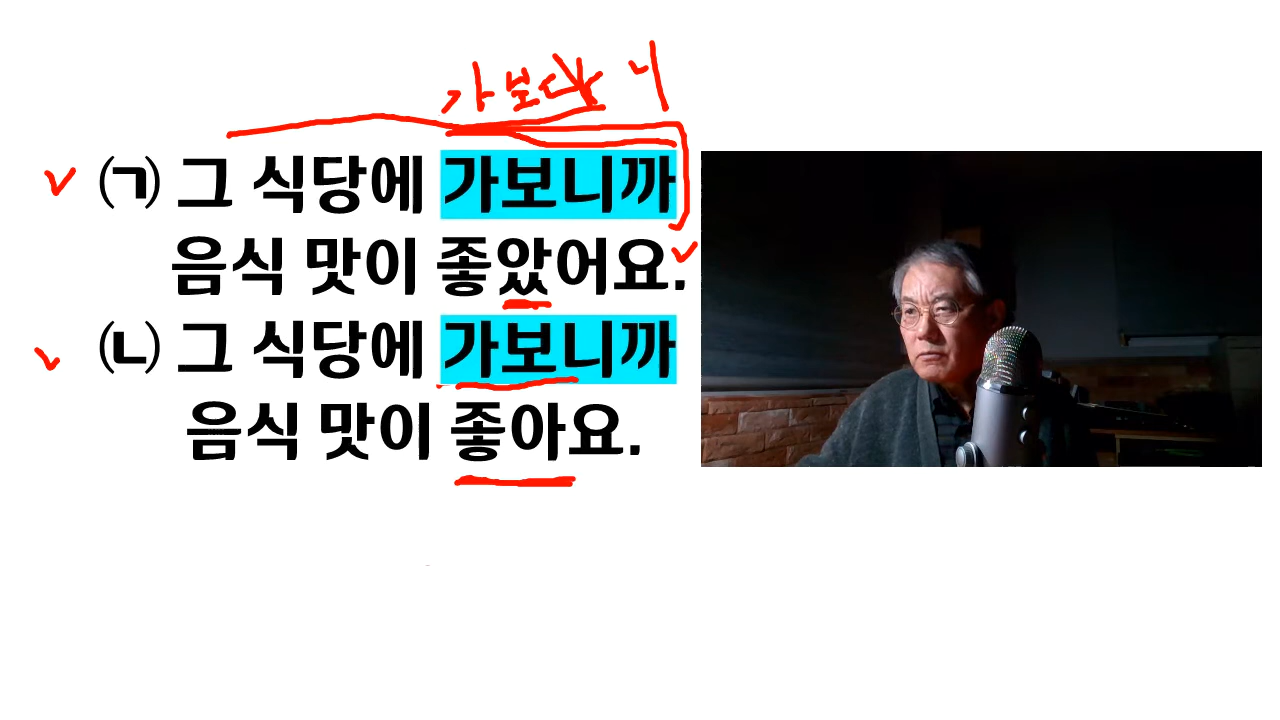 가보다 니
(ㄱ) 그 식당에 가보니까
음식 맛이 좋았어요.
(ㄴ) 그 식당에 가보니까
음식 맛이 좋아요.